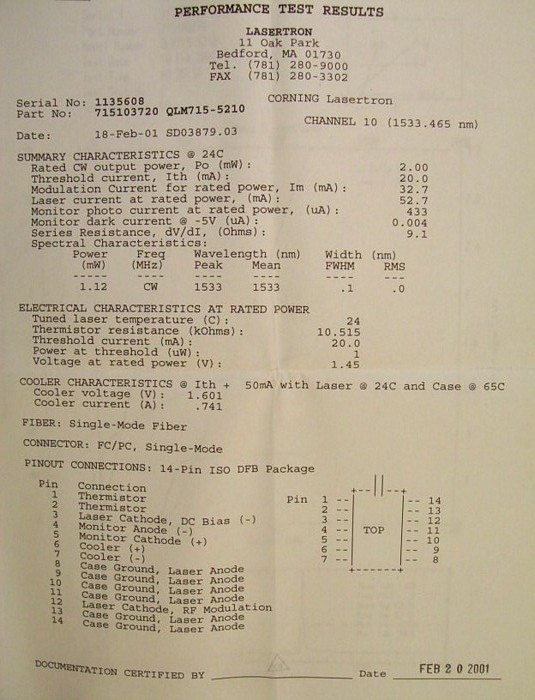 PERFORMANCE TEST RESULTS
LASERTRON
11 Oak Park
Bedford, MA 01730
Tel. (781) 280-9000
FAX (781) 280-3302
Serial No: 1135608 CORNING Lasertron
Part No: 715103720 QLM715-5210
CHANNEL 10 (1533.465 nm)
Date: 18-Feb-01 SD03879.03
SUMMARY CHARACTERISTICS @ 24C
Rated CW output power, Po (mW): 2.00
Threshold current, Ith (mA): 20.0
Modulation Current for rated power, Im (mA): 32.7
Laser current at rated power, (mA): 52.7
Monitor photo current at rated power, (uA): 433
Monitor dark current @ -5V (uA): 0.004
Series Resistance, dV/dI, (Ohms): 9.1
Spectral Characteristics:
Power Freq Wavelength (nm) Width (nm)
(mW) (MHz) Peak Mean FWHM RMS
----- ---- ---- ---- ---- ---
1.12 CW 1533 1533 .1 .0
ELECTRICAL CHARACTERISTICS AT RATED POWER
Tuned laser temperature (C): 24
Thermistor resistance (kOhms): 10.515
Threshold current (mA): 20.0
Power at threshold (uW): 1
Voltage at rated power (V): 1.45
COOLER CHARACTERISTICS @ Ith + 50mA with Laser @ 24C and Case @ 65C
Cooler voltage (V): 1.601
Cooler current (A): .741
FIBER: Single-Mode Fiber
CONNECTOR: FC/PC, Single-Mode
PINOUT CONNECTIONS: 14-Pin ISO DFB Package
Pin Connection
1 Thermistor
2 Thermistor
3 Laser Cathode, DC Bias (-)
4 Monitor Anode (-)
5 Monitor Cathode (+)
6 Cooler (+)
7 Cooler (-)
8 Case Ground, Laser Anode
9 Case Ground, Laser Anode
10 Case Ground, Laser Anode
11 Case Ground, Laser Anode
12 Laser Cathode, RF Modulation
13 Case Ground, Laser Anode
14 Case Ground, Laser Anode
Pin 1 -- -- 14
2 -- -- 13
3 -- -- 12
4 -- TOP -- 11
5 -- -- 10
6 -- -- 9
7 -- -- 8
DOCUMENTATION CERTIFIED BY ____________________ Date FEB 20 2001